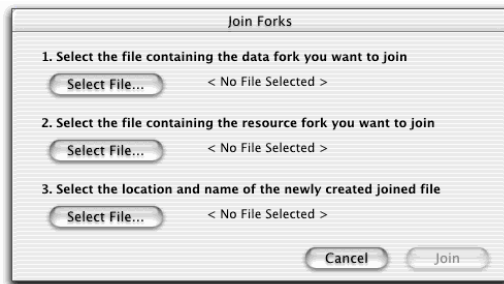 Join Forks
1. Select the file containing the data fork you want to join
Select File... < No File Selected >
2. Select the file containing the resource fork you want to join
Select File... < No File Selected >
3. Select the location and name of the newly created joined file
Select File... < No File Selected >
Cancel Join